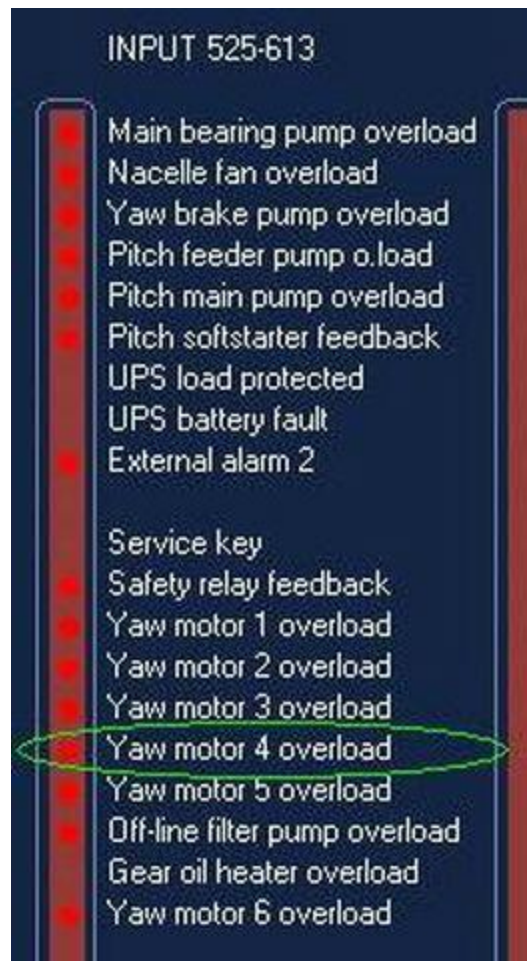 INPUT 525-613
Main bearing pump overload
Nacelle fan overload
Yaw brake pump overload
Pitch feeder pump o.load
Pitch main pump overload
Pitch softstarter feedback
UPS load protected
UPS battery fault
External alarm 2
Service key
Safety relay feedback
Yaw motor 1 overload
Yaw motor 2 overload
Yaw motor 3 overload
Yaw motor 4 overload
Yaw motor 5 overload
Off-line filter pump overload
Gear oil heater overload
Yaw motor 6 overload